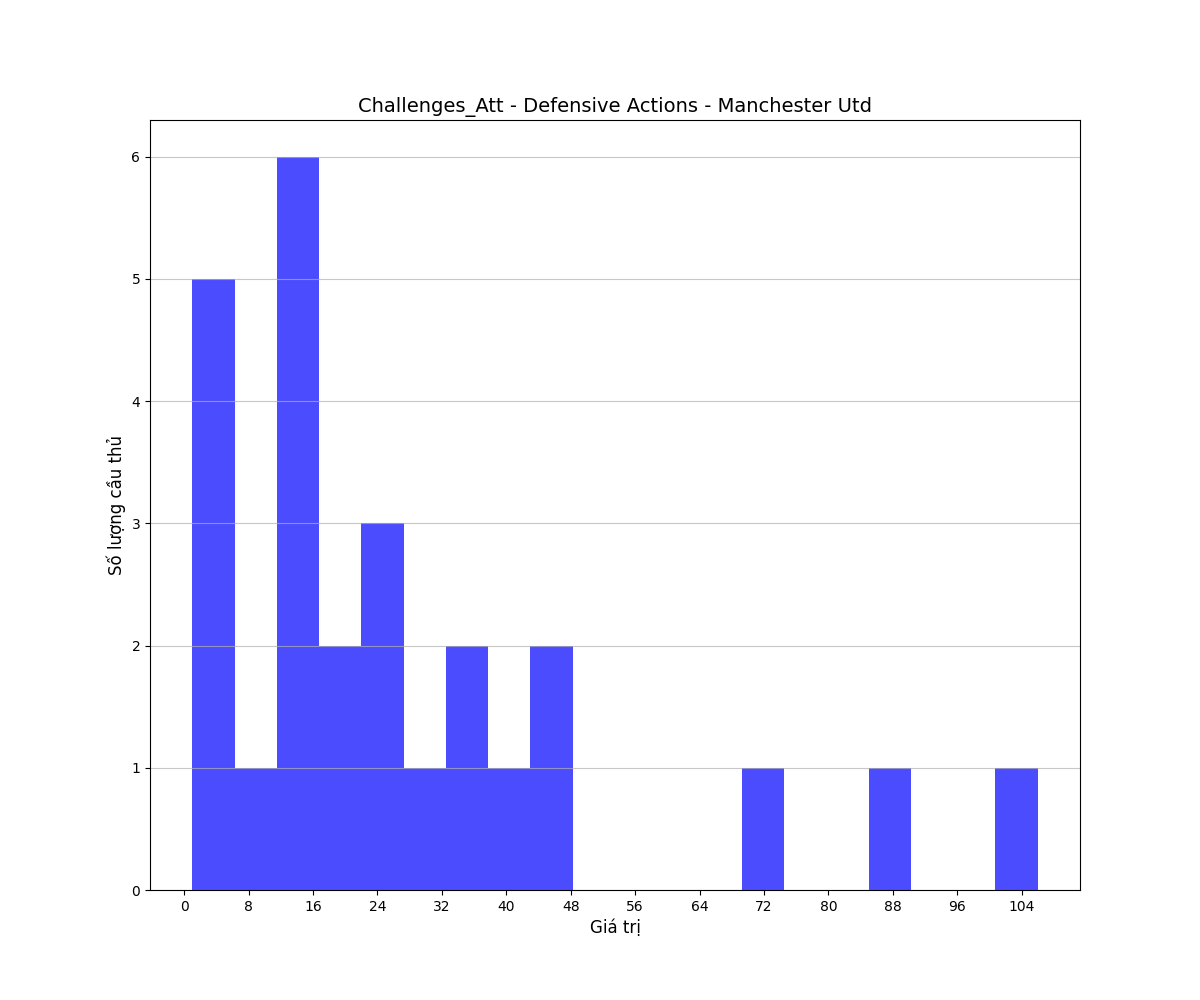 Challenges_Att - Defensive Actions - Manchester Utd
6
5
4
3
2
1
0
Số lượng cầu thủ
0 8 16 24 32 40 48 56 64 72 80 88 96 104
Giá trị